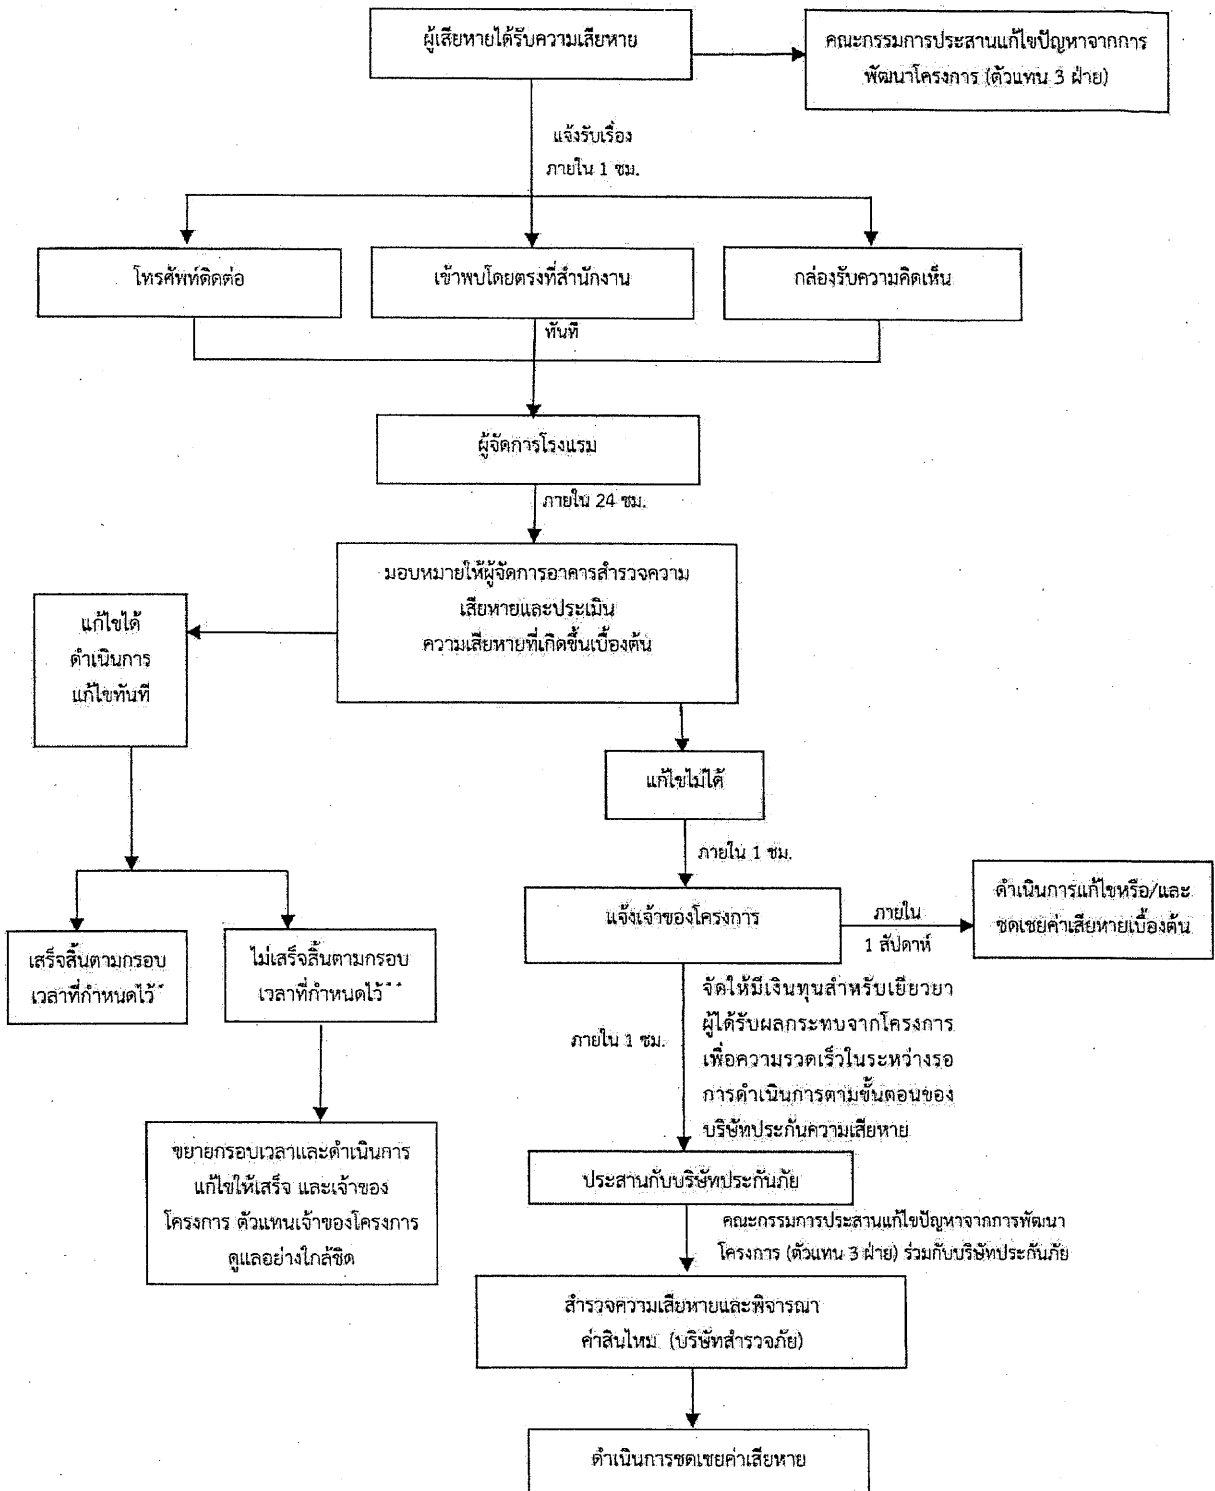 ผู้เสียหายได้รับความเสียหาย
คณะกรรมการประสานแก้ไขปัญหาจากการ
พัฒนาโครงการ (ตัวแทน 3 ฝ่าย)
แจ้งรับเรื่อง
ภายใน 1 ชม.
โทรศัพท์ติดต่อ
เข้าพบโดยตรงที่สำนักงาน
กล่องรับความคิดเห็น
ทันที
ผู้จัดการโรงแรม
ภายใน 24 ชม.
มอบหมายให้ผู้จัดการอาคารสำรวจความ
เสียหายและประเมิน
ความเสียหายที่เกิดขึ้นเบื้องต้น
แก้ไขได้
ดำเนินการ
แก้ไขทันที
แก้ไขไม่ได้
ภายใน 1 ชม.
แจ้งเจ้าของโครงการ
ภายใน
1 สัปดาห์
ดำเนินการแก้ไขหรือ/และ
ชดเชยค่าเสียหายเบื้องต้น
เสร็จสิ้นตามกรอบ
เวลาที่กำหนดไว้*
ไม่เสร็จสิ้นตามกรอบ
เวลาที่กำหนดไว้**
ภายใน 1 ชม.
จัดให้มีเงินทุนสำหรับเยียวยา
ผู้ได้รับผลกระทบจากโครงการ
เพื่อความรวดเร็วในระหว่างรอ
การดำเนินการตามขั้นตอนของ
บริษัทประกันความเสียหาย
ขยายกรอบเวลาและดำเนินการ
แก้ไขให้เสร็จ และเจ้าของ
โครงการ ตัวแทนเจ้าของโครงการ
ดูแลอย่างใกล้ชิด
ประสานกับบริษัทประกันภัย
คณะกรรมการประสานแก้ไขปัญหาจากการพัฒนา
โครงการ (ตัวแทน 3 ฝ่าย) ร่วมกับบริษัทประกันภัย
สำรวจความเสียหายและพิจารณา
ค่าสินไหม (บริษัทสำรวจภัย)
ดำเนินการชดเชยค่าเสียหาย